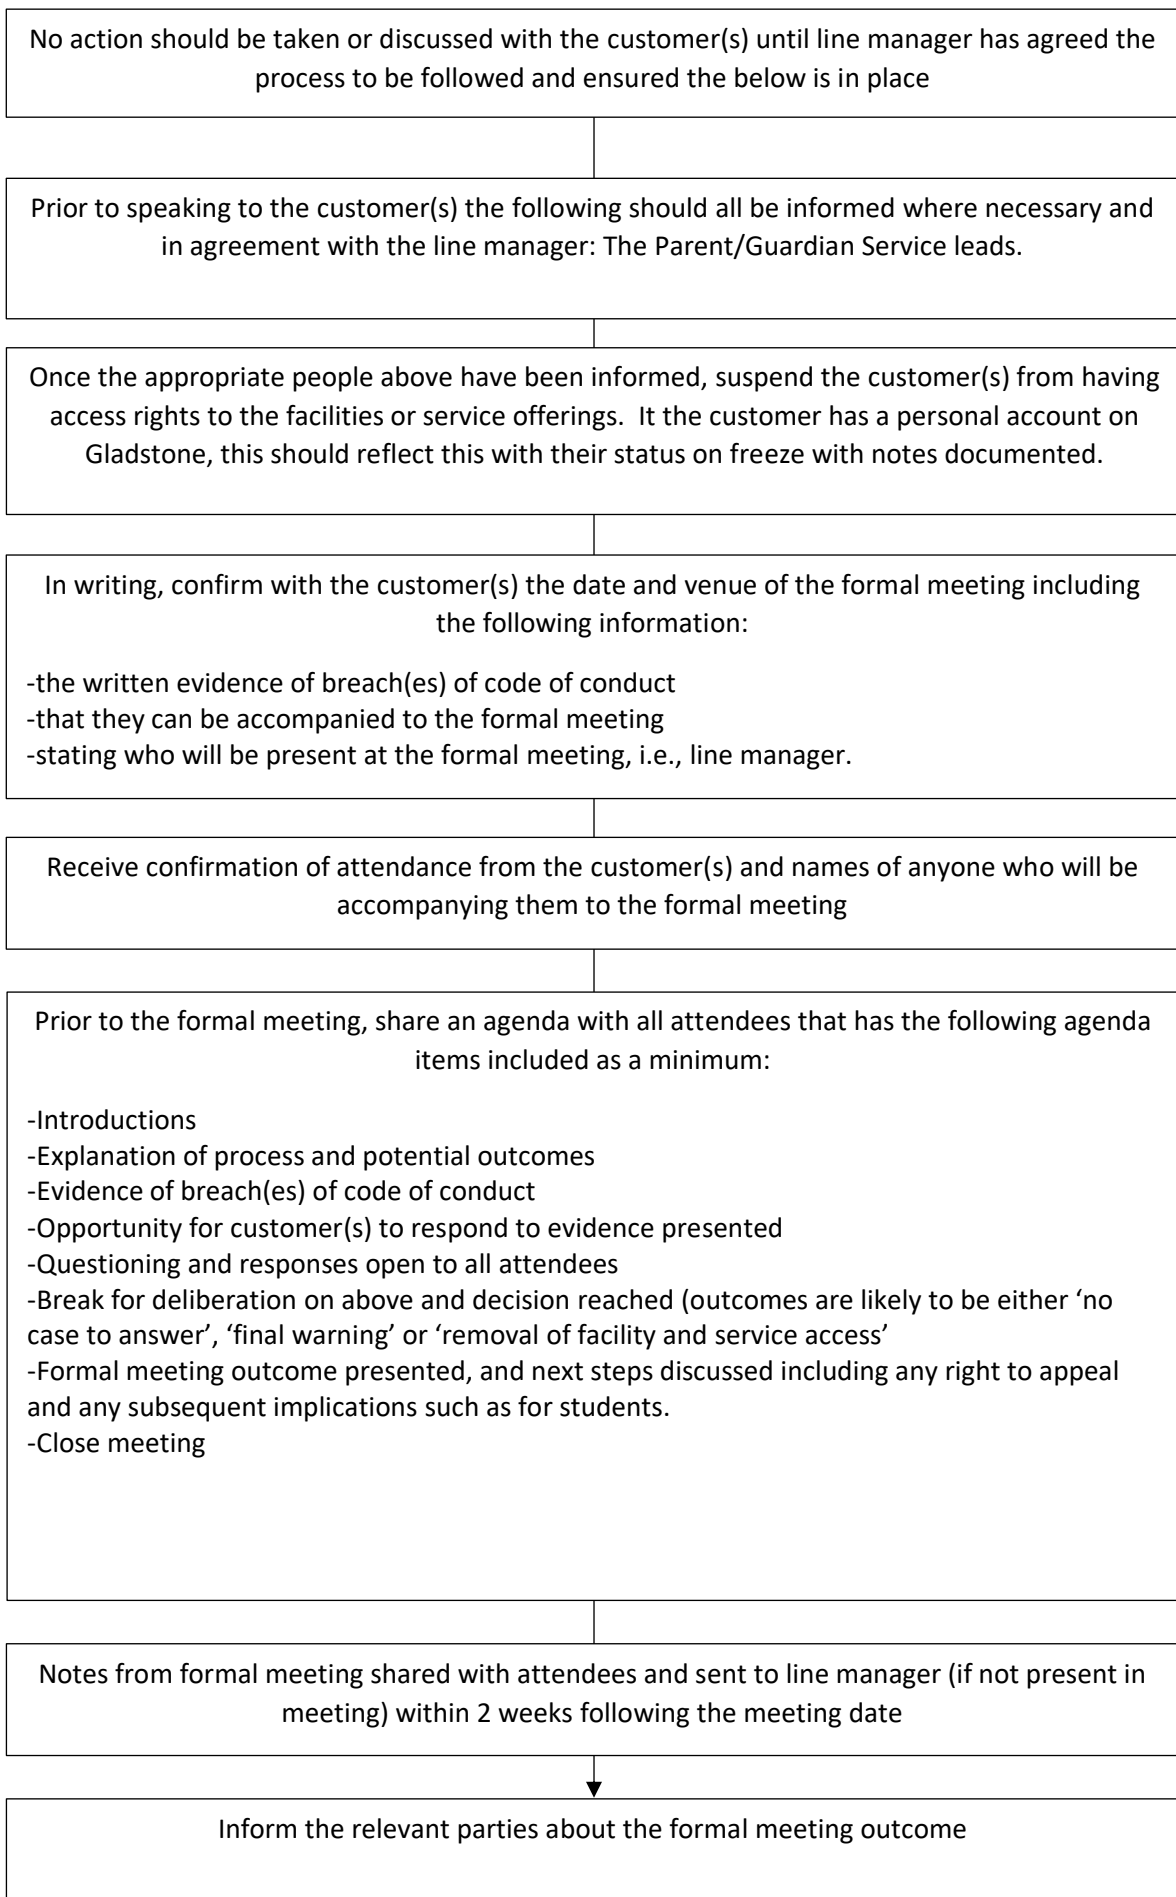 No action should be taken or discussed with the customer(s) until line manager has agreed the
process to be followed and ensured the below is in place
Prior to speaking to the customer(s) the following should all be informed where necessary and
in agreement with the line manager: The Parent/Guardian Service leads.
Once the appropriate people above have been informed, suspend the customer(s) from having
access rights to the facilities or service offerings.  It the customer has a personal account on
Gladstone, this should reflect this with their status on freeze with notes documented.
In writing, confirm with the customer(s) the date and venue of the formal meeting including
the following information:
-the written evidence of breach(es) of code of conduct
-that they can be accompanied to the formal meeting
-stating who will be present at the formal meeting, i.e., line manager.
Receive confirmation of attendance from the customer(s) and names of anyone who will be
accompanying them to the formal meeting
Prior to the formal meeting, share an agenda with all attendees that has the following agenda
items included as a minimum:
-Introductions
-Explanation of process and potential outcomes
-Evidence of breach(es) of code of conduct
-Opportunity for customer(s) to respond to evidence presented
-Questioning and responses open to all attendees
-Break for deliberation on above and decision reached (outcomes are likely to be either ‘no
case to answer’, ‘final warning’ or ‘removal of facility and service access’
-Formal meeting outcome presented, and next steps discussed including any right to appeal
and any subsequent implications such as for students.
-Close meeting
Notes from formal meeting shared with attendees and sent to line manager (if not present in
meeting) within 2 weeks following the meeting date
Inform the relevant parties about the formal meeting outcome